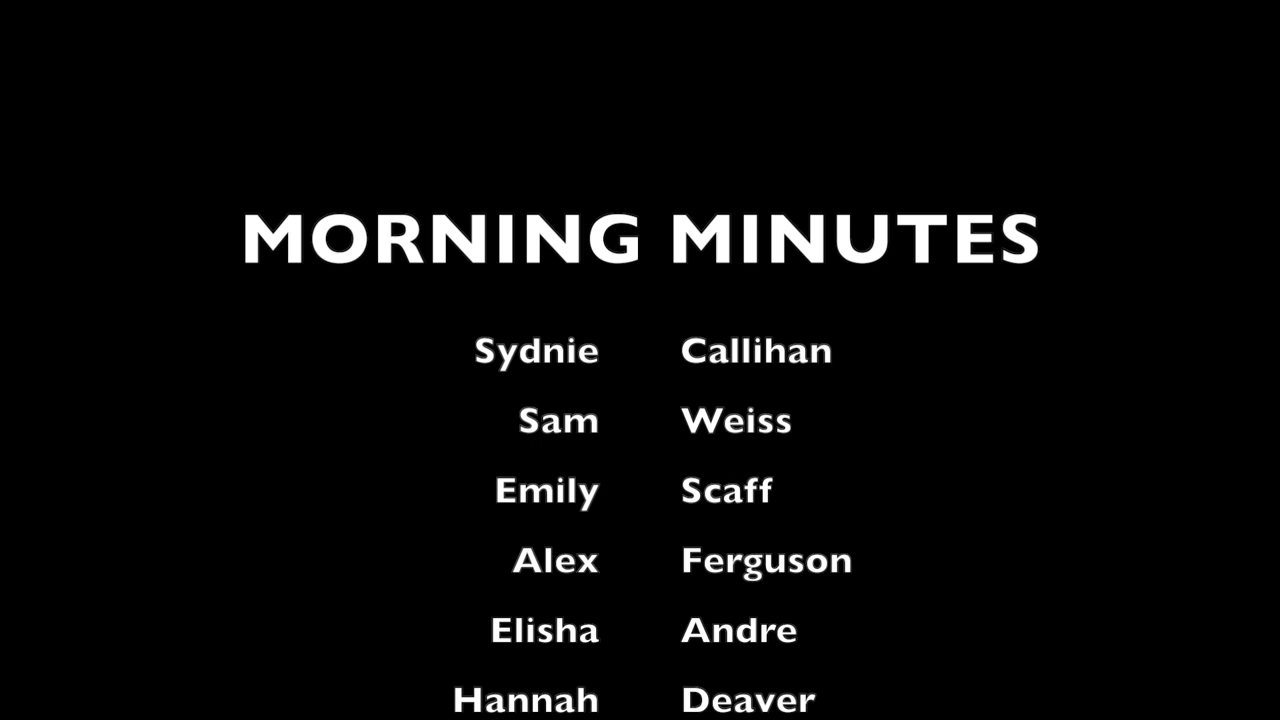 MORNING MINUTES
Sydnie Callihan
Sam Weiss
Emily Scaff
Alex Ferguson
Elisha Andre
Hannah Deaver